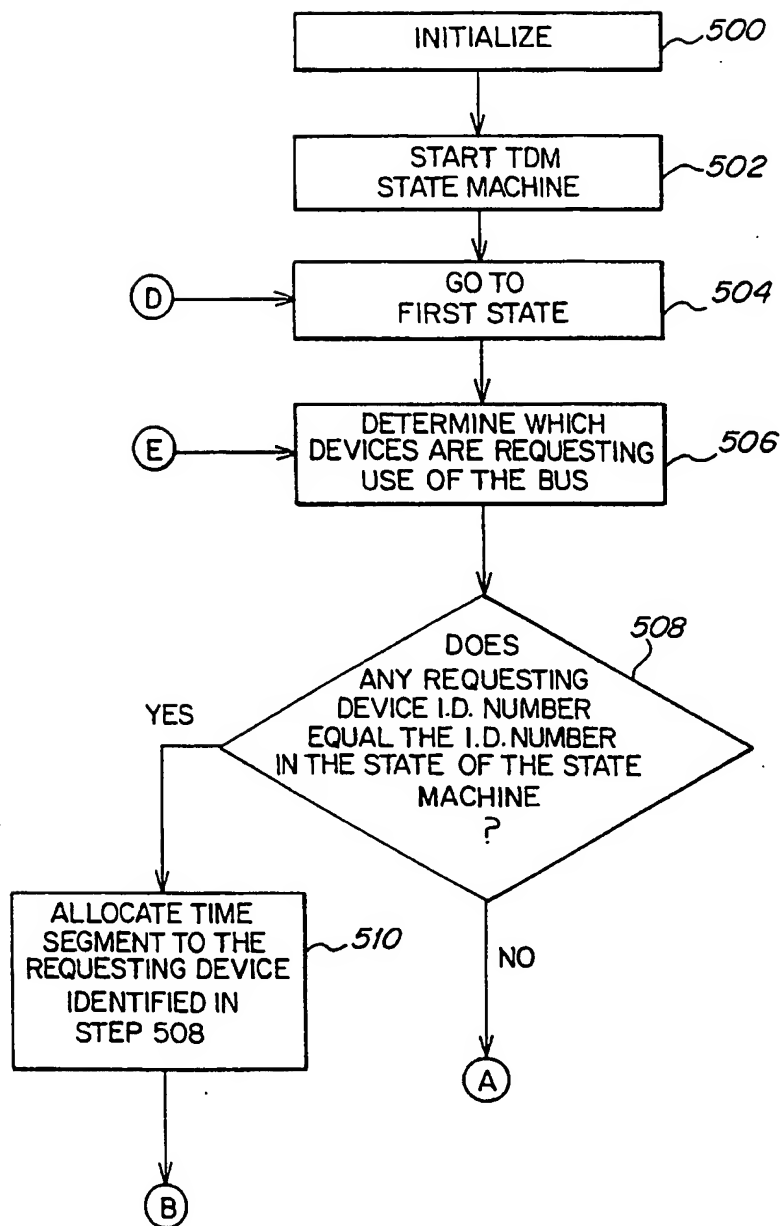 INITIALIZE
500
START TDM
STATE MACHINE
502
GO TO
FIRST STATE
504
D
DETERMINE WHICH
DEVICES ARE REQUESTING
USE OF THE BUS
506
E
DOES
ANY REQUESTING
DEVICE I.D. NUMBER
EQUAL THE I.D. NUMBER
IN THE STATE OF THE STATE
MACHINE
?
508
YES
ALLOCATE TIME
SEGMENT TO THE
REQUESTING DEVICE
IDENTIFIED IN
STEP 508
510
NO
A
B